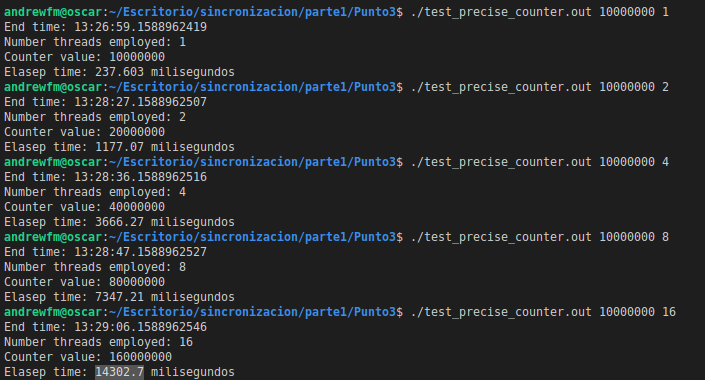 andrewfm@oscar:~/Escritorio/sincronizacion/parte1/Punto3$ ./test_precise_counter.out 10000000 1
End time: 13:26:59.1588962419
Number threads employed: 1
Counter value: 10000000
Elasep time: 237.603 milisegundos
andrewfm@oscar:~/Escritorio/sincronizacion/parte1/Punto3$ ./test_precise_counter.out 10000000 2
End time: 13:28:27.1588962507
Number threads employed: 2
Counter value: 20000000
Elasep time: 1177.07 milisegundos
andrewfm@oscar:~/Escritorio/sincronizacion/parte1/Punto3$ ./test_precise_counter.out 10000000 4
End time: 13:28:36.1588962516
Number threads employed: 4
Counter value: 40000000
Elasep time: 3666.27 milisegundos
andrewfm@oscar:~/Escritorio/sincronizacion/parte1/Punto3$ ./test_precise_counter.out 10000000 8
End time: 13:28:47.1588962527
Number threads employed: 8
Counter value: 80000000
Elasep time: 7347.21 milisegundos
andrewfm@oscar:~/Escritorio/sincronizacion/parte1/Punto3$ ./test_precise_counter.out 10000000 16
End time: 13:29:06.1588962546
Number threads employed: 16
Counter value: 160000000
Elasep time: 14302.7 milisegundos